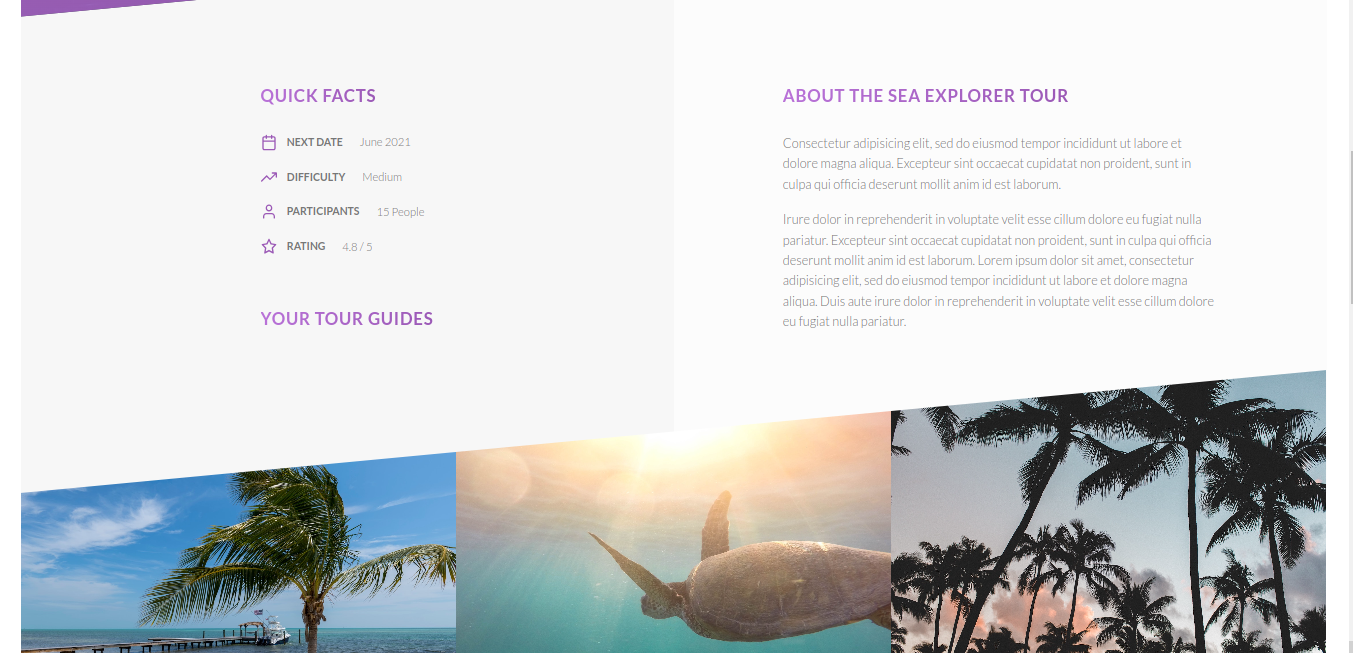 QUICK FACTS
NEXT DATE June 2021
DIFFICULTY Medium
PARTICIPANTS 15 People
RATING 4.8 / 5
YOUR TOUR GUIDES
ABOUT THE SEA EXPLORER TOUR
Consectetur adipisicing elit, sed do eiusmod tempor incididunt ut labore et
dolore magna aliqua. Excepteur sint occaecat cupidatat non proident, sunt in
culpa qui officia deserunt mollit anim id est laborum.
Irure dolor in reprehenderit in voluptate velit esse cillum dolore eu fugiat nulla
pariatur. Excepteur sint occaecat cupidatat non proident, sunt in culpa qui officia
deserunt mollit anim id est laborum. Lorem ipsum dolor sit amet, consectetur
adipisicing elit, sed do eiusmod tempor incididunt ut labore et dolore magna
aliqua. Duis aute irure dolor in reprehenderit in voluptate velit esse cillum dolore
eu fugiat nulla pariatur.